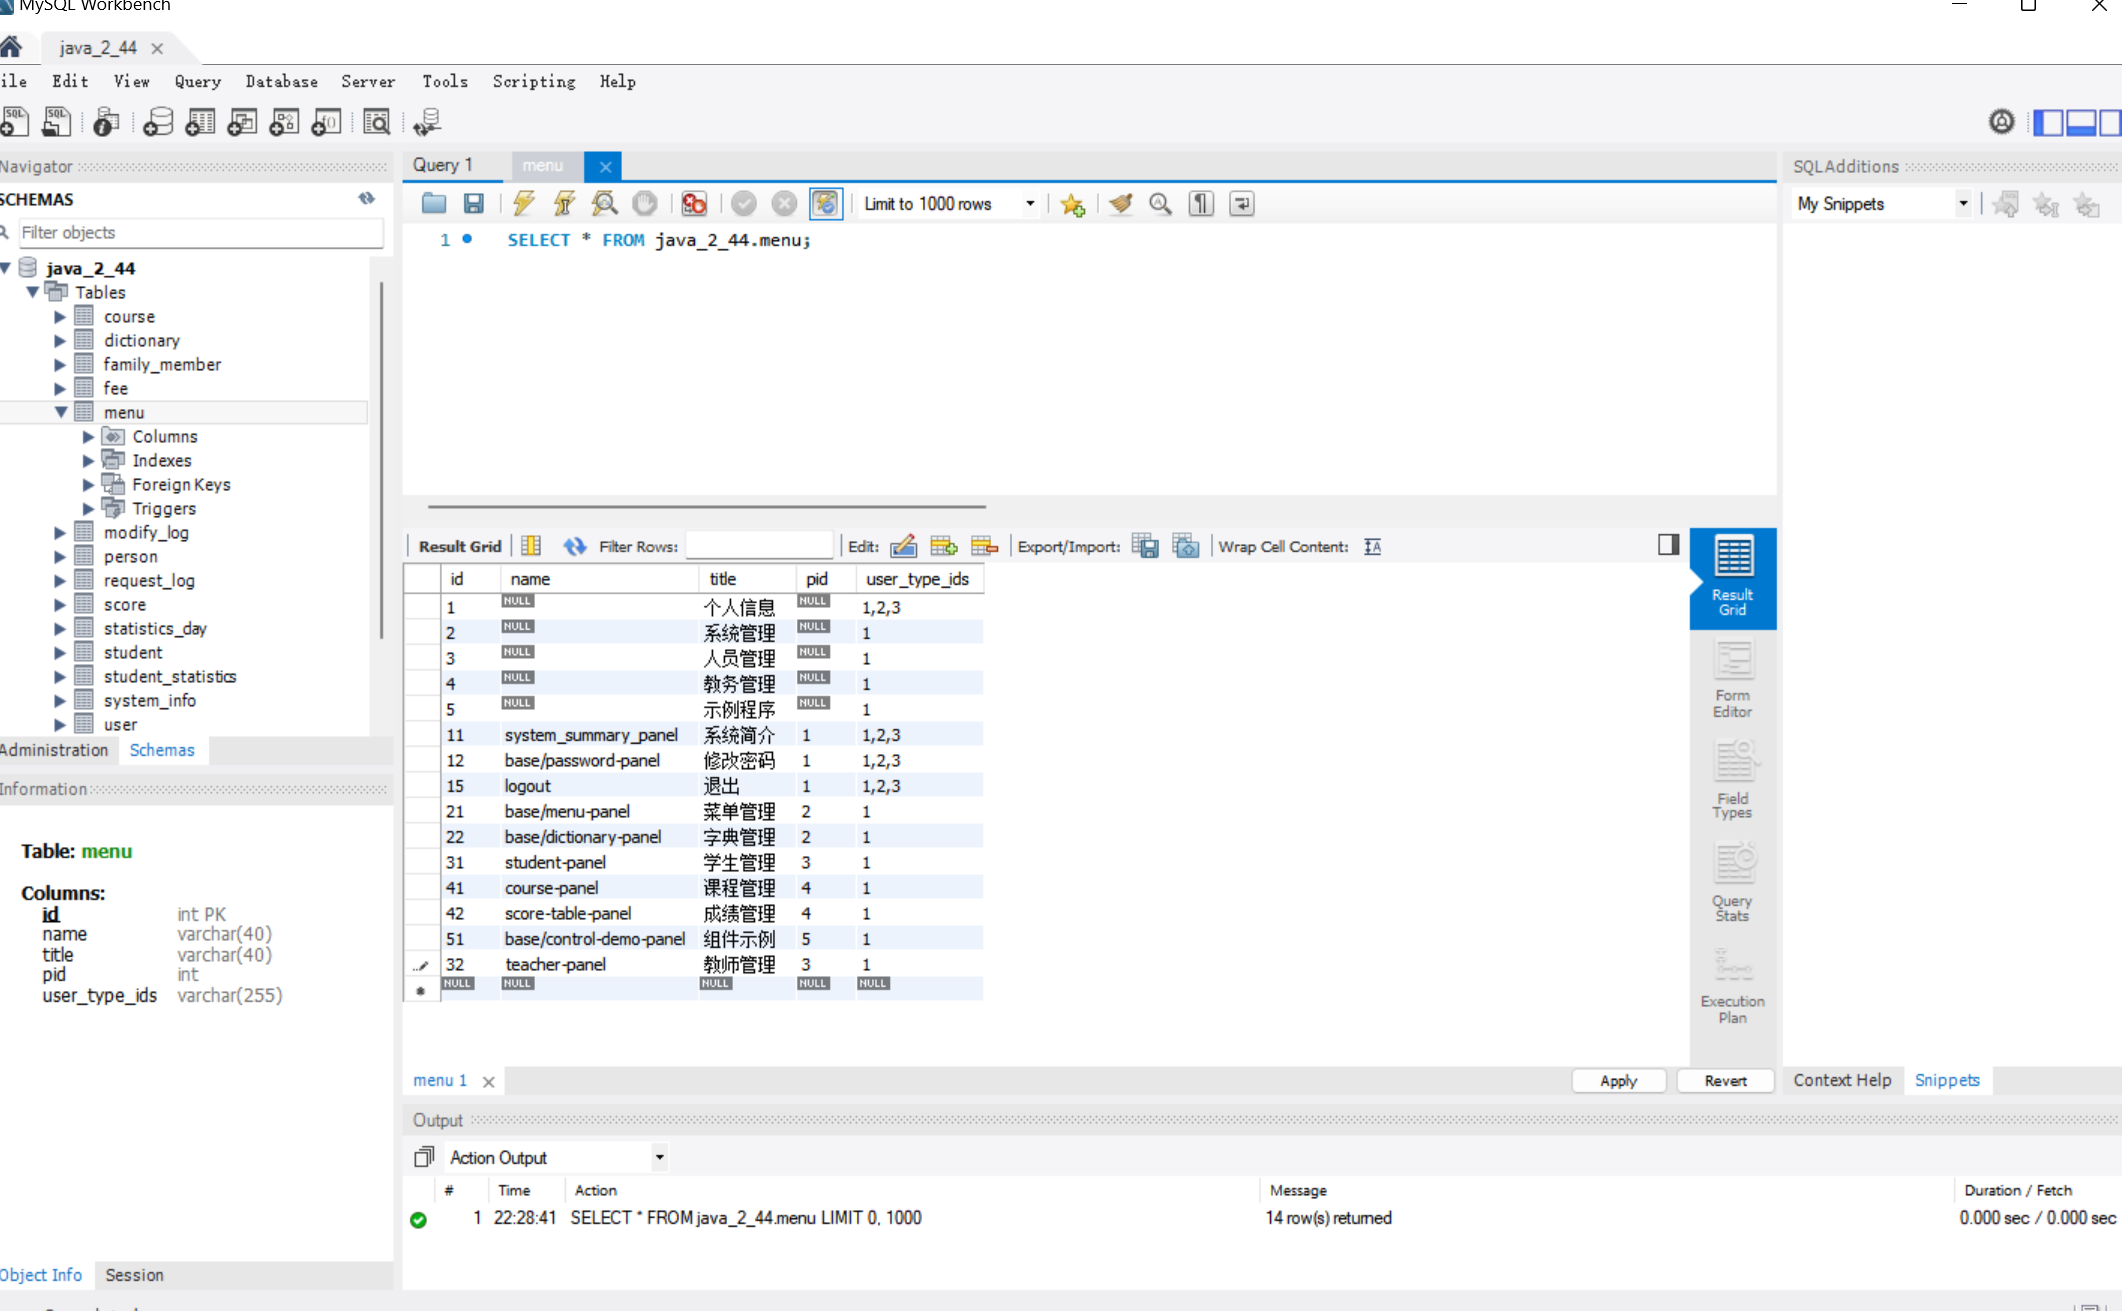 MySQL Workbench
java_2_44
ile Edit View Query Database Server Tools Scripting Help
Navigator
SCHEMAS
Filter objects
java_2_44
Tables
course
dictionary
family_member
fee
menu
Columns
Indexes
Foreign Keys
Triggers
modify_log
person
request_log
score
statistics_day
student
student_statistics
system_info
user
Administration Schemas
Information
Table: menu
Columns:
id int PK
name varchar(40)
title varchar(40)
pid int
user_type_ids varchar(255)
Object Info Session
Query 1 menu
Limit to 1000 rows
1 SELECT * FROM java_2_44.menu;
Result Grid Filter Rows: Edit: Export/Import: Wrap Cell Content:
id name title pid user_type_ids
1 NULL 个人信息 NULL 1,2,3
2 NULL 系统管理 NULL 1
3 NULL 人员管理 NULL 1
4 NULL 教务管理 NULL 1
5 NULL 示例程序 NULL 1
11 system_summary_panel 系统简介 1 1,2,3
12 base/password-panel 修改密码 1 1,2,3
15 logout 退出 1 1,2,3
21 base/menu-panel 菜单管理 2 1
22 base/dictionary-panel 字典管理 2 1
31 student-panel 学生管理 3 1
41 course-panel 课程管理 4 1
42 score-table-panel 成绩管理 4 1
51 base/control-demo-panel 组件示例 5 1
32 teacher-panel 教师管理 3 1
NULL NULL NULL NULL NULL
Result
Grid
Form
Editor
Field
Types
Query
Stats
Execution
Plan
menu 1
Apply Revert
Output
Action Output
# Time Action Message Duration / Fetch
1 22:28:41 SELECT * FROM java_2_44.menu LIMIT 0, 1000 14 row(s) returned 0.000 sec / 0.000 sec
SQLAdditions
My Snippets
Context Help Snippets